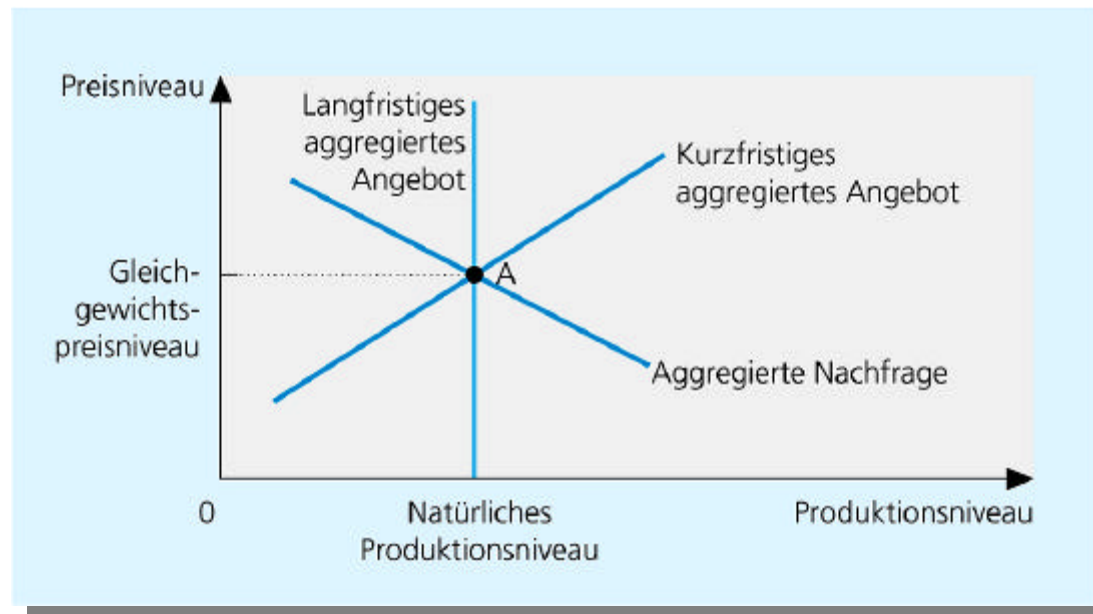 Preisniveau
Langfristiges
aggregiertes
Angebot
Kurzfristiges
aggregiertes Angebot
Gleich-
gewichts-
preisniveau
A
Aggregierte Nachfrage
0
Natürliches
Produktionsniveau
Produktionsniveau